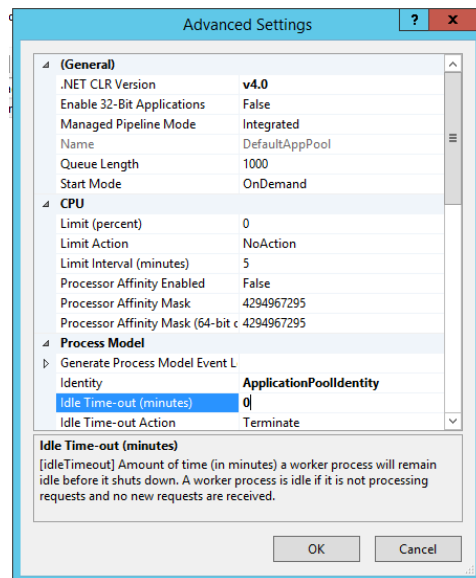 Advanced Settings
? x
(General)
.NET CLR Version v4.0
Enable 32-Bit Applications False
Managed Pipeline Mode Integrated
Name DefaultAppPool
Queue Length 1000
Start Mode OnDemand
CPU
Limit (percent) 0
Limit Action NoAction
Limit Interval (minutes) 5
Processor Affinity Enabled False
Processor Affinity Mask 4294967295
Processor Affinity Mask (64-bit c 4294967295
Process Model
Generate Process Model Event L
Identity ApplicationPoolIdentity
Idle Time-out (minutes) 0
Idle Time-out Action Terminate
Idle Time-out (minutes)
[idleTimeout] Amount of time (in minutes) a worker process will remain
idle before it shuts down. A worker process is idle if it is not processing
requests and no new requests are received.
OK Cancel